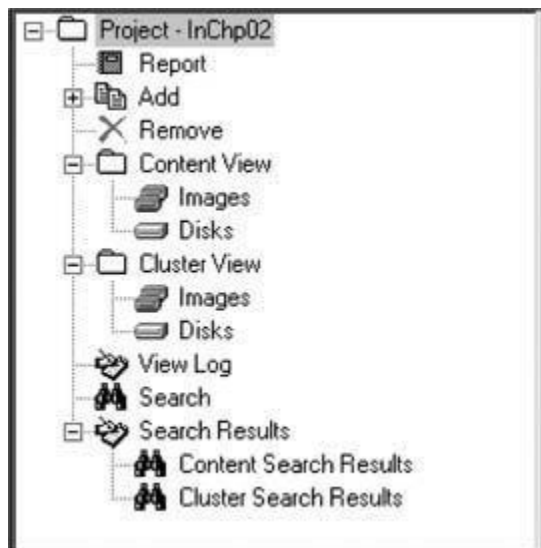 Project - InChp02
Report
Add
Remove
Content View
Images
Disks
Cluster View
Images
Disks
View Log
Search
Search Results
Content Search Results
Cluster Search Results